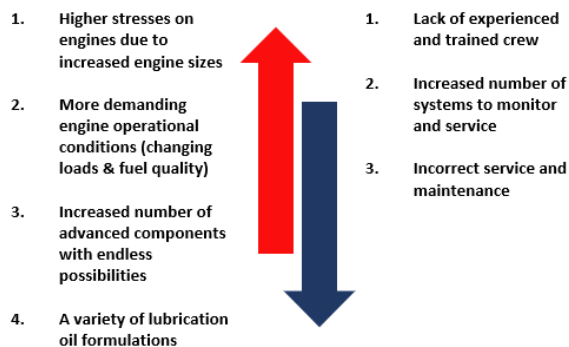 1. Higher stresses on
engines due to
increased engine sizes
2. More demanding
engine operational
conditions (changing
loads & fuel quality)
3. Increased number of
advanced components
with endless
possibilities
4. A variety of lubrication
oil formulations
1. Lack of experienced
and trained crew
2. Increased number of
systems to monitor
and service
3. Incorrect service and
maintenance